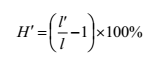 H′ = (l′/l − 1) × 100%